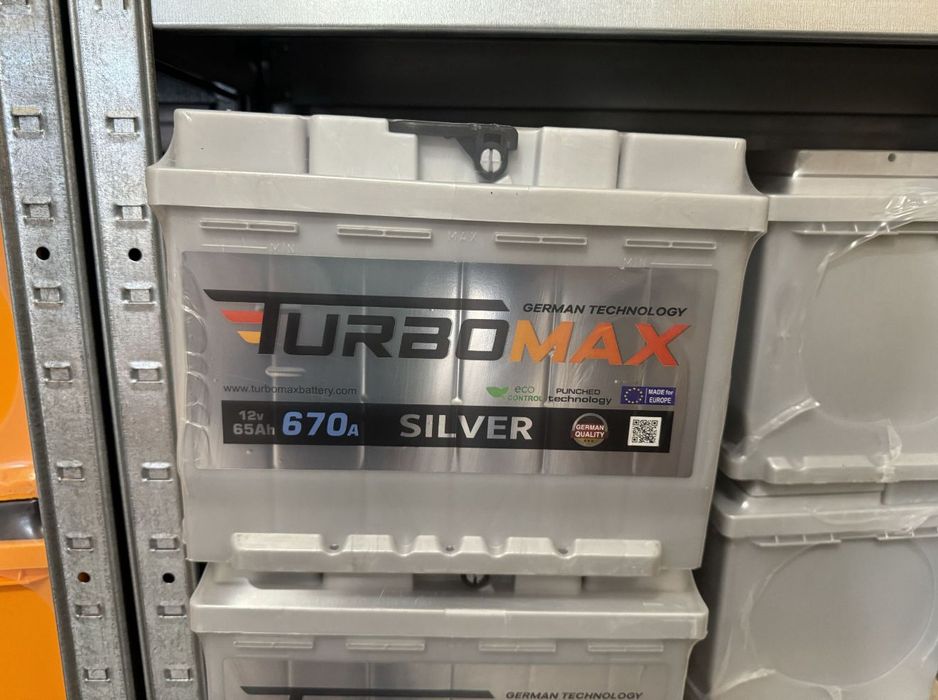 MIN
MAX
MIN
GERMAN TECHNOLOGY
TURBOMAX
www.turbomaxbattery.com
eco
CONTROL
PUNCHED
technology
MADE for
EUROPE
12v
65Ah
670A
SILVER
GERMAN
QUALITY
GERMAN TECHNOLOGY